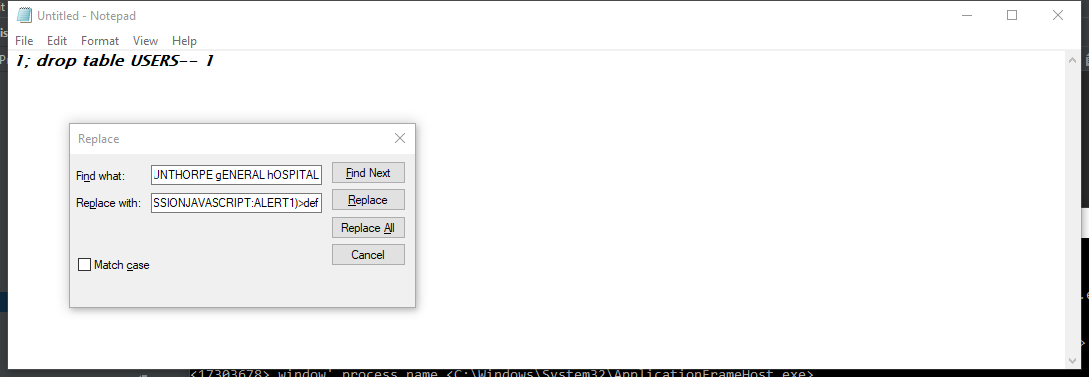 Untitled - Notepad
File Edit Format View Help
1; drop table USERS-- 1
Replace
Find what: UNTHORPE gENERAL hOSPITAL Find Next
Replace with: SSIONJAVASCRIPT:ALERT1)>def Replace
Replace All
Cancel
Match case
<17303678> window' process name <C:\Windows\System32\ApplicationFrameHost.exe>